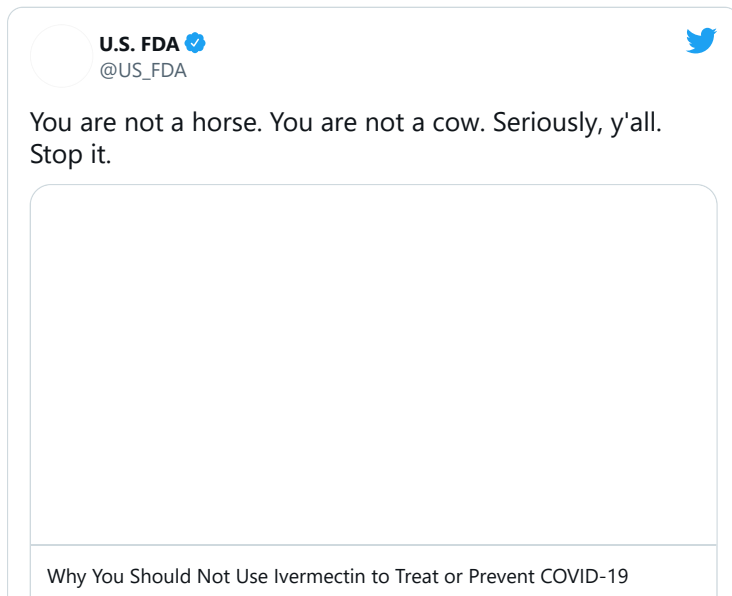 U.S. FDA
@US_FDA
You are not a horse. You are not a cow. Seriously, y'all.
Stop it.
Why You Should Not Use Ivermectin to Treat or Prevent COVID-19